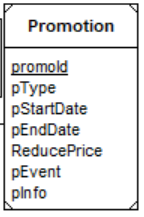 Promotion
promoId
pType
pStartDate
pEndDate
ReducePrice
pEvent
pInfo